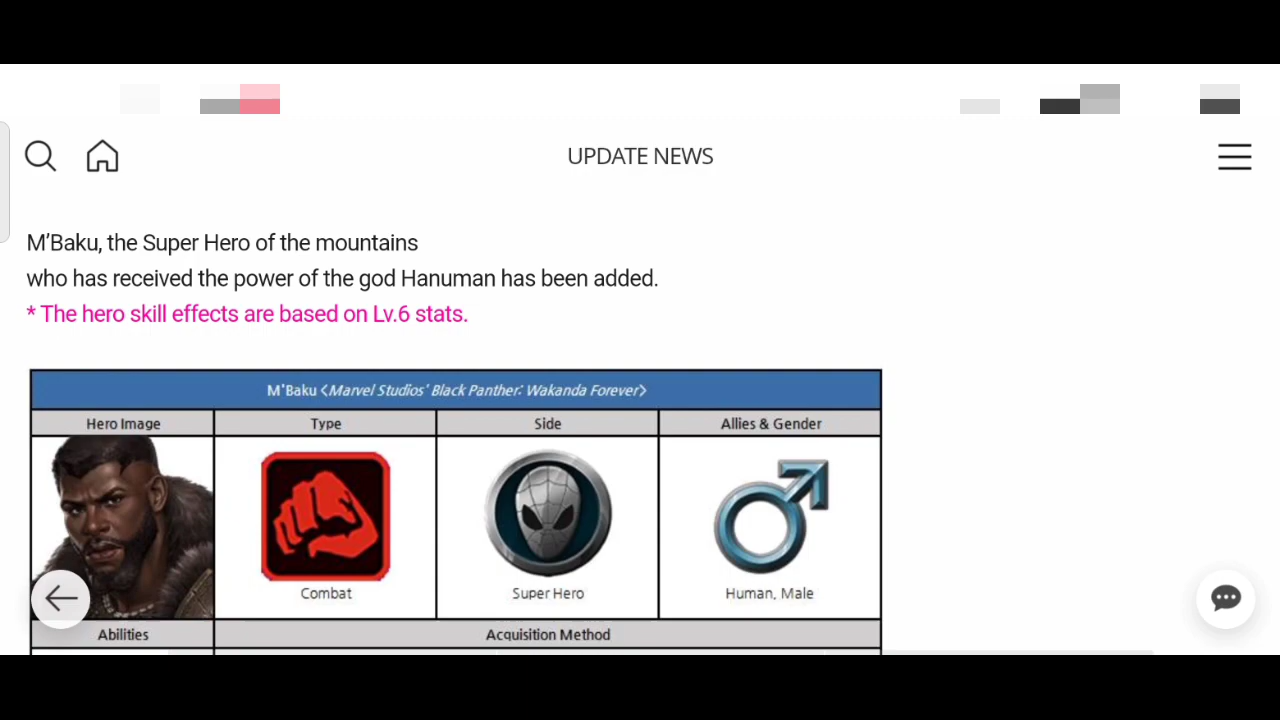 UPDATE NEWS
M’Baku, the Super Hero of the mountains
who has received the power of the god Hanuman has been added.
* The hero skill effects are based on Lv.6 stats.
M'Baku <Marvel Studios' Black Panther: Wakanda Forever>
Hero Image Type Side Allies & Gender
Combat Super Hero Human, Male
Abilities Acquisition Method